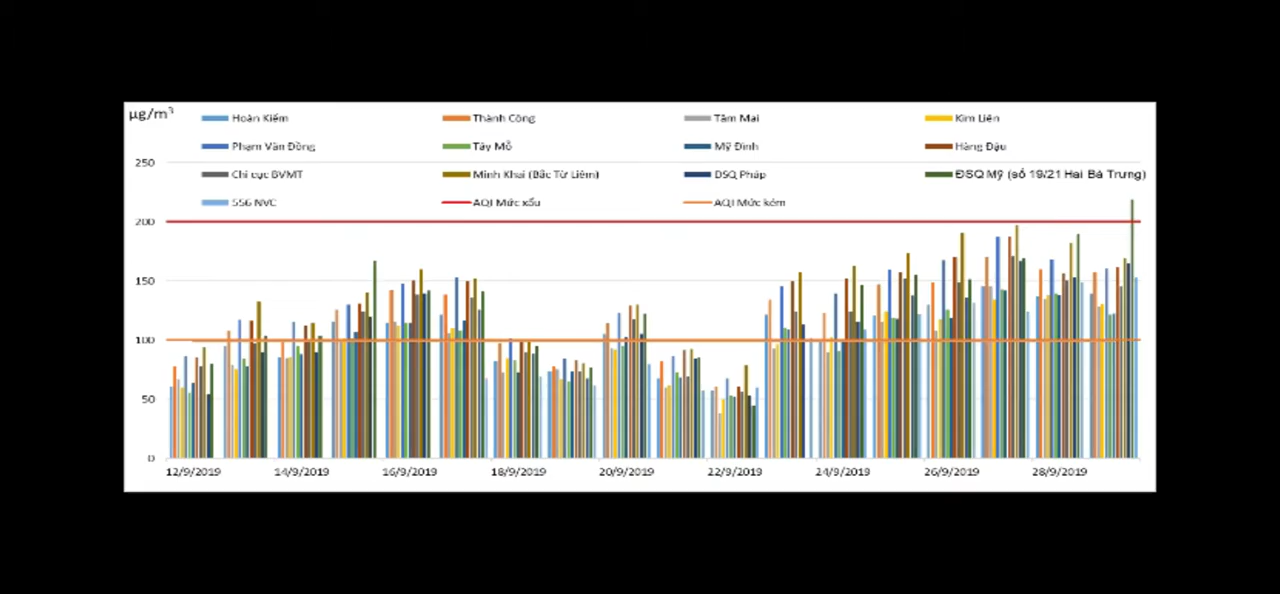 µg/m³
Hoàn Kiếm Thành Công Tân Mai Kim Liên
Phạm Văn Đồng Tây Mỗ Mỹ Đình Hàng Đậu
250
Chi cục BVMT Minh Khai (Bắc Từ Liêm) ĐSQ Pháp ĐSQ Mỹ (số 19/21 Hai Bà Trưng)
556 NVC AQI Mức xấu AQI Mức kém
200
150
100
50
0
12/9/2019 14/9/2019 16/9/2019 18/9/2019 20/9/2019 22/9/2019 24/9/2019 26/9/2019 28/9/2019